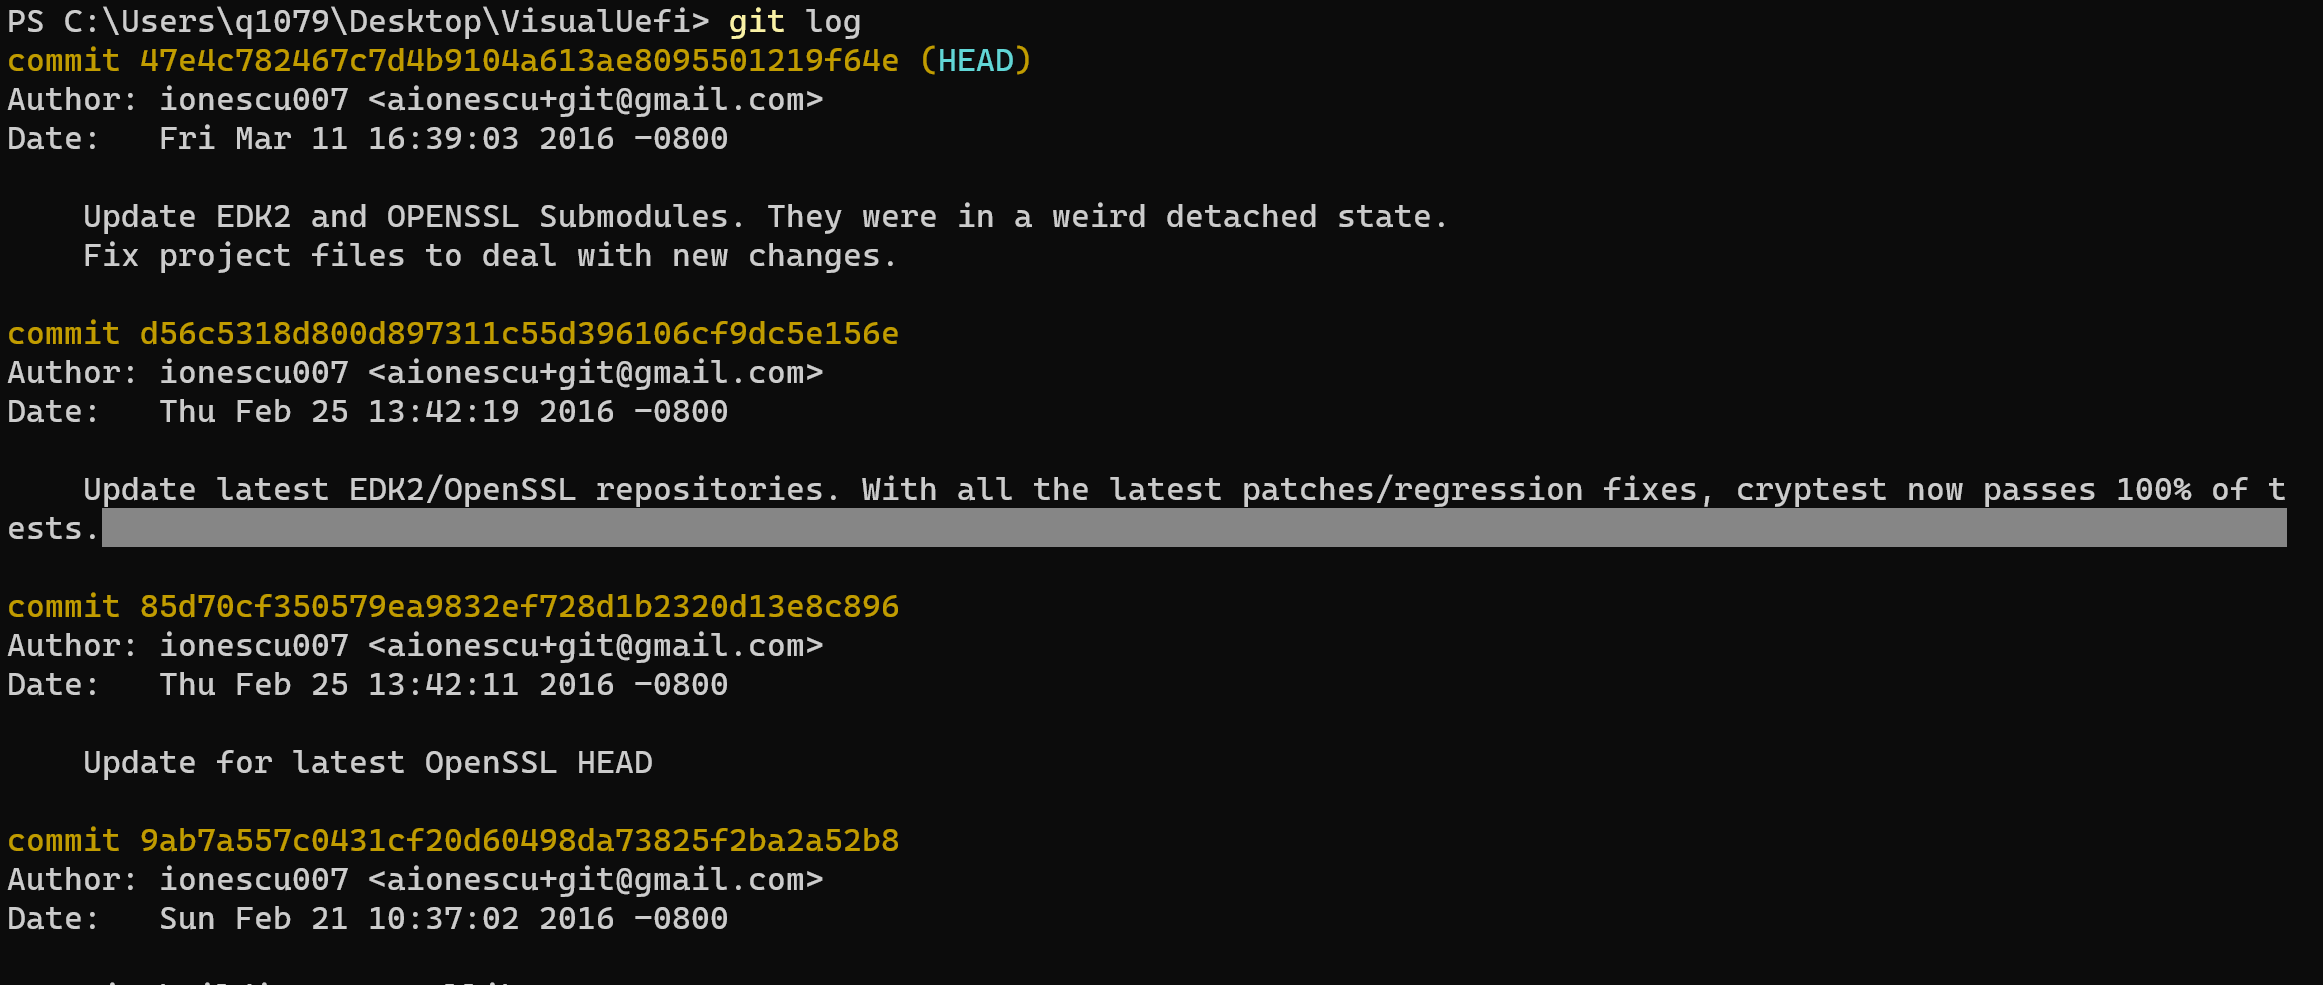 PS C:\Users\q1079\Desktop\VisualUefi> git log
commit 47e4c782467c7d4b9104a613ae8095501219f64e (HEAD)
Author: ionescu007 <aionescu+git@gmail.com>
Date:   Fri Mar 11 16:39:03 2016 -0800

    Update EDK2 and OPENSSL Submodules. They were in a weird detached state.
    Fix project files to deal with new changes.

commit d56c5318d800d897311c55d396106cf9dc5e156e
Author: ionescu007 <aionescu+git@gmail.com>
Date:   Thu Feb 25 13:42:19 2016 -0800

    Update latest EDK2/OpenSSL repositories. With all the latest patches/regression fixes, cryptest now passes 100% of t
ests.

commit 85d70cf350579ea9832ef728d1b2320d13e8c896
Author: ionescu007 <aionescu+git@gmail.com>
Date:   Thu Feb 25 13:42:11 2016 -0800

    Update for latest OpenSSL HEAD

commit 9ab7a557c0431cf20d60498da73825f2ba2a52b8
Author: ionescu007 <aionescu+git@gmail.com>
Date:   Sun Feb 21 10:37:02 2016 -0800